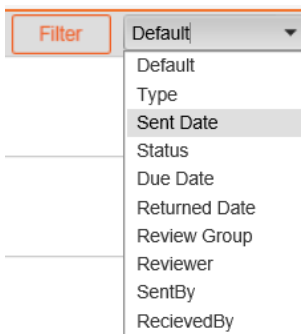 Filter
Default
Default
Type
Sent Date
Status
Due Date
Returned Date
Review Group
Reviewer
SentBy
RecievedBy